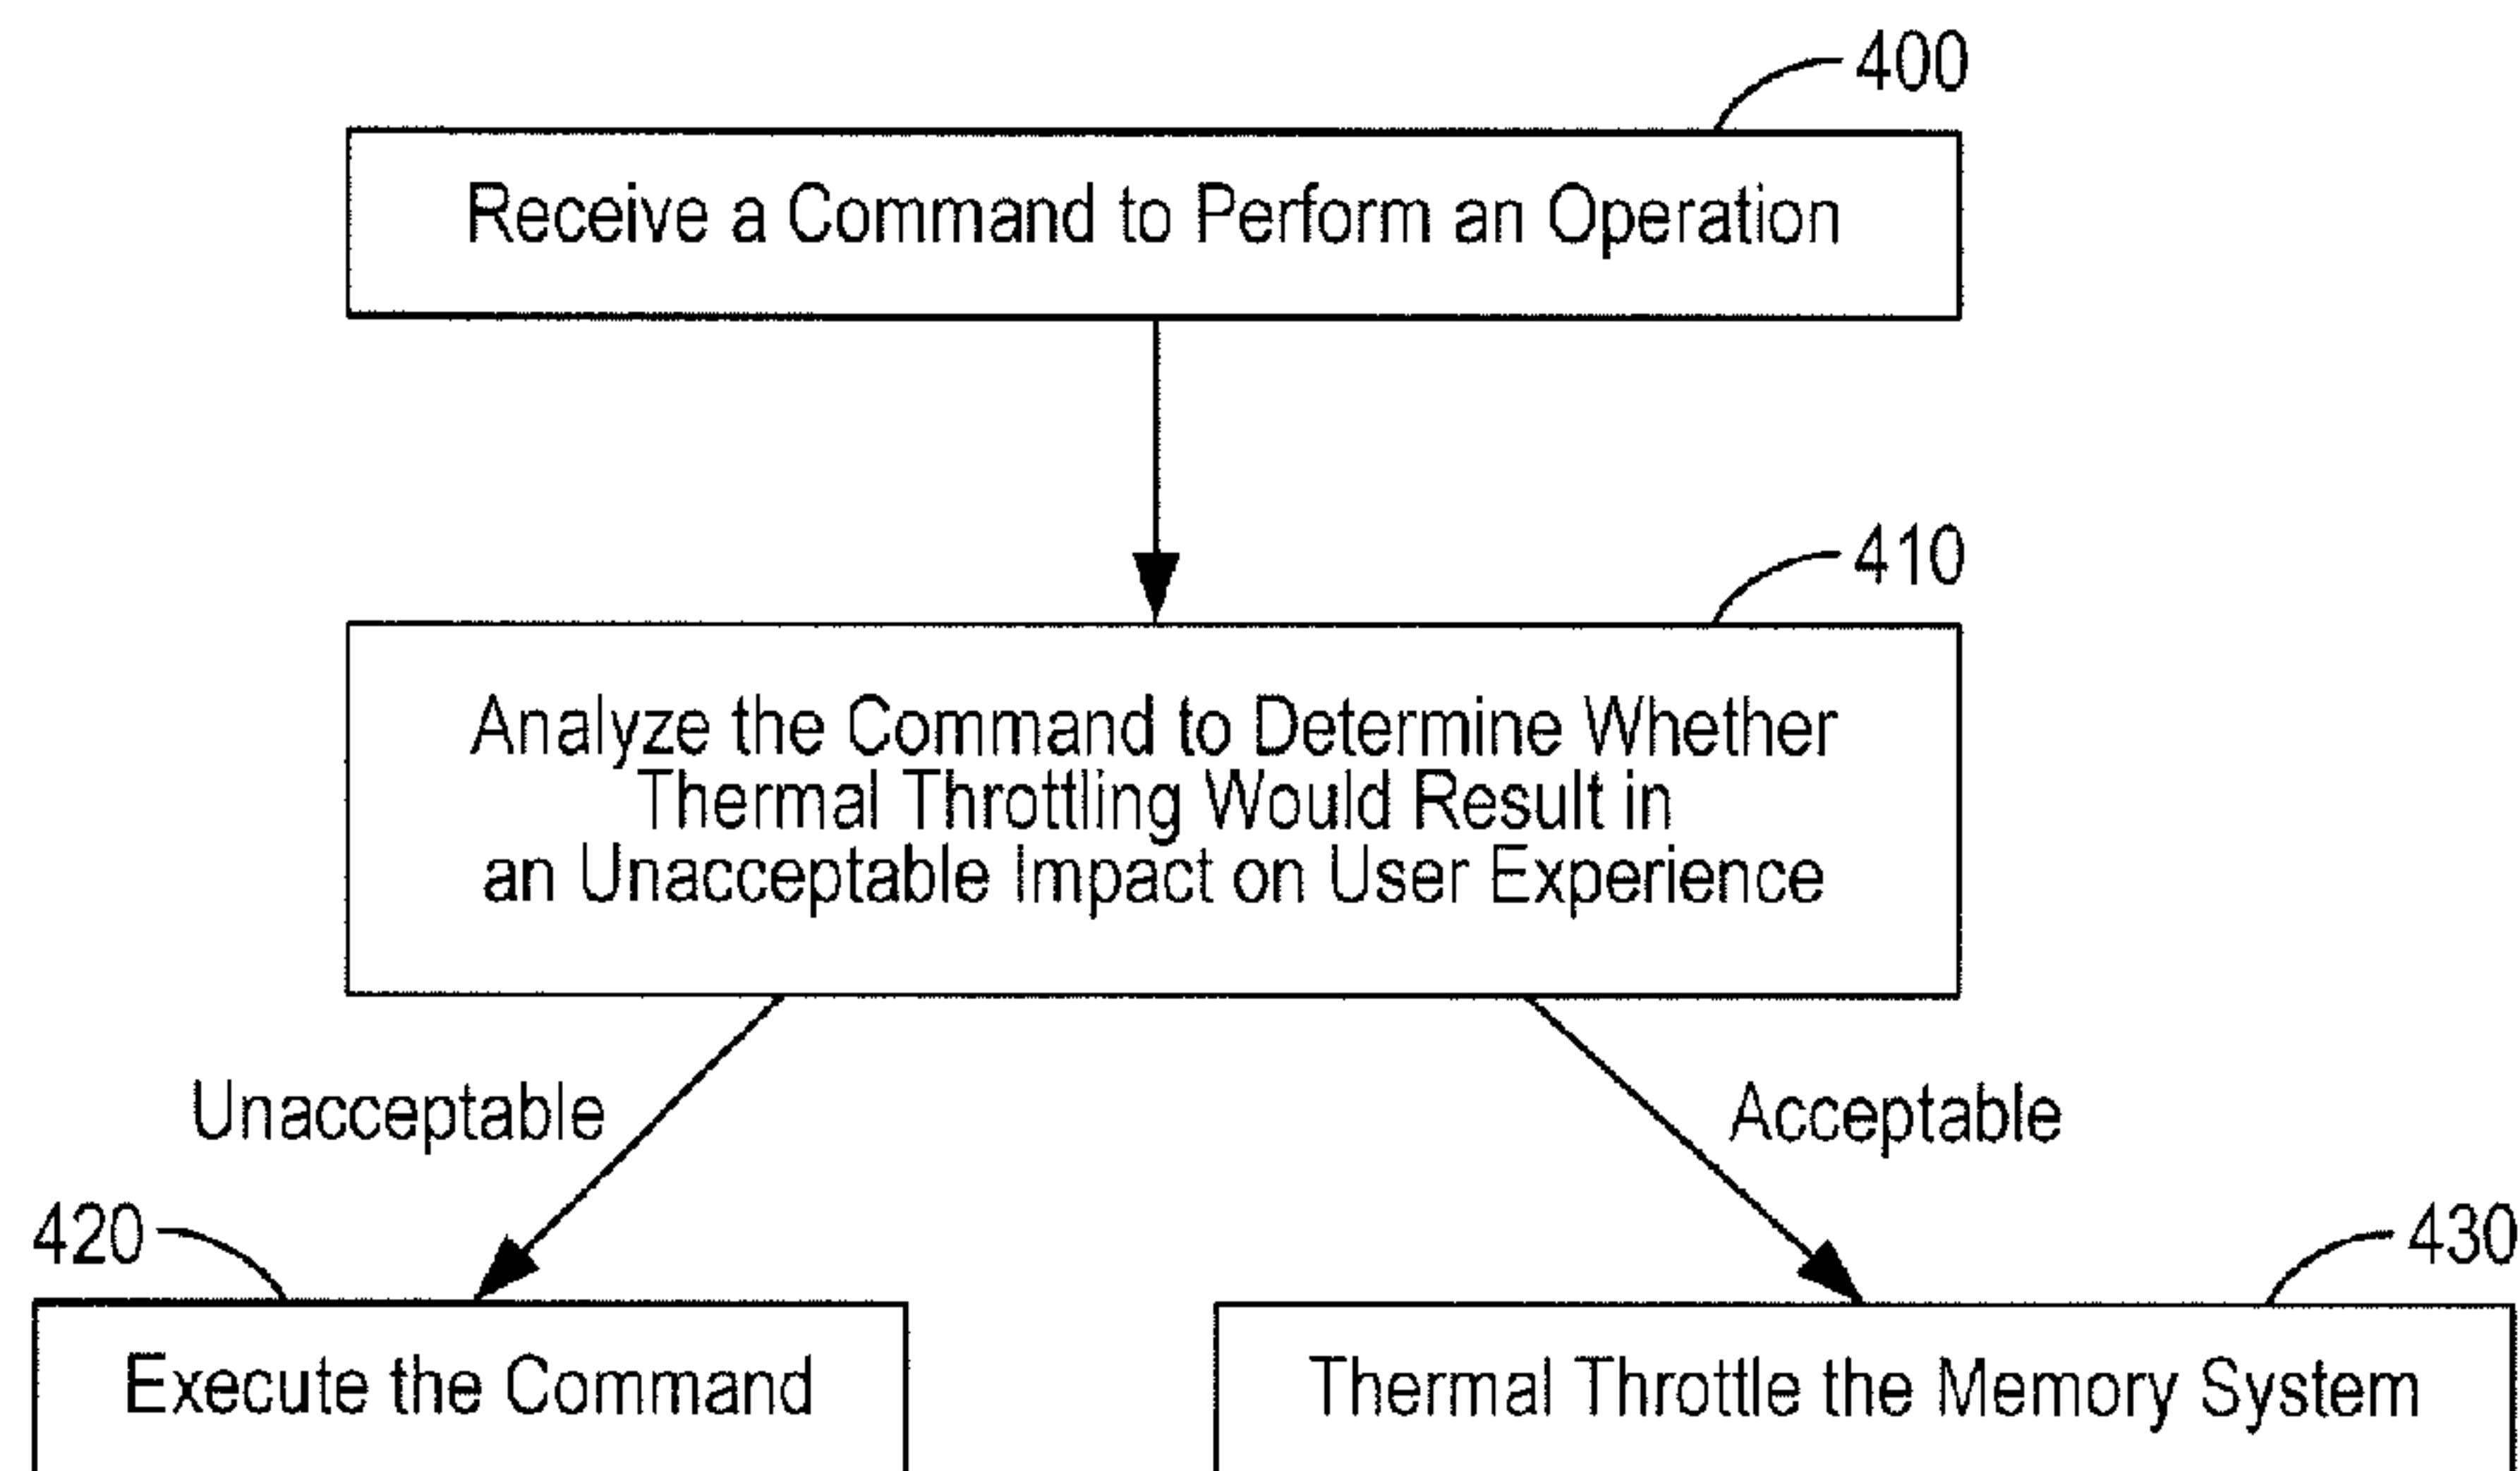 400
Receive a Command to Perform an Operation
410
Analyze the Command to Determine Whether
Thermal Throttling Would Result in
an Unacceptable Impact on User Experience
Unacceptable
Acceptable
420
430
Execute the Command
Thermal Throttle the Memory System